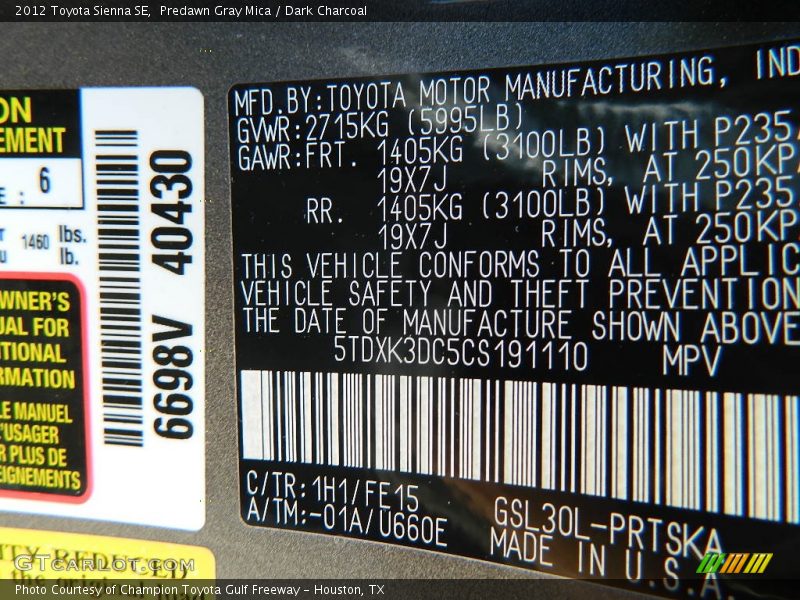 2012 Toyota Sienna SE,  Predawn Gray Mica / Dark Charcoal
ON
EMENT
E : 6
1460 lbs.
lb.
WNER'S
UAL FOR
ITIONAL
RMATION
LE MANUEL
L'USAGER
R PLUS DE
EIGNEMENTS
6698V 40430
MFD.BY:TOYOTA MOTOR MANUFACTURING, IND
GVWR:2715KG (5995LB)
GAWR:FRT. 1405KG (3100LB) WITH P235
19X7J RIMS, AT 250KP
RR. 1405KG (3100LB) WITH P235
19X7J RIMS, AT 250KP
THIS VEHICLE CONFORMS TO ALL APPLIC
VEHICLE SAFETY AND THEFT PREVENTION
THE DATE OF MANUFACTURE SHOWN ABOVE
5TDXK3DC5CS191110 MPV
C/TR:1H1/FE15
A/TM:-01A/U660E
GSL30L-PRTSKA
MADE IN U.S.A.
TY REDUCED
GTcarlot.com
Photo Courtesy of Champion Toyota Gulf Freeway - Houston, TX